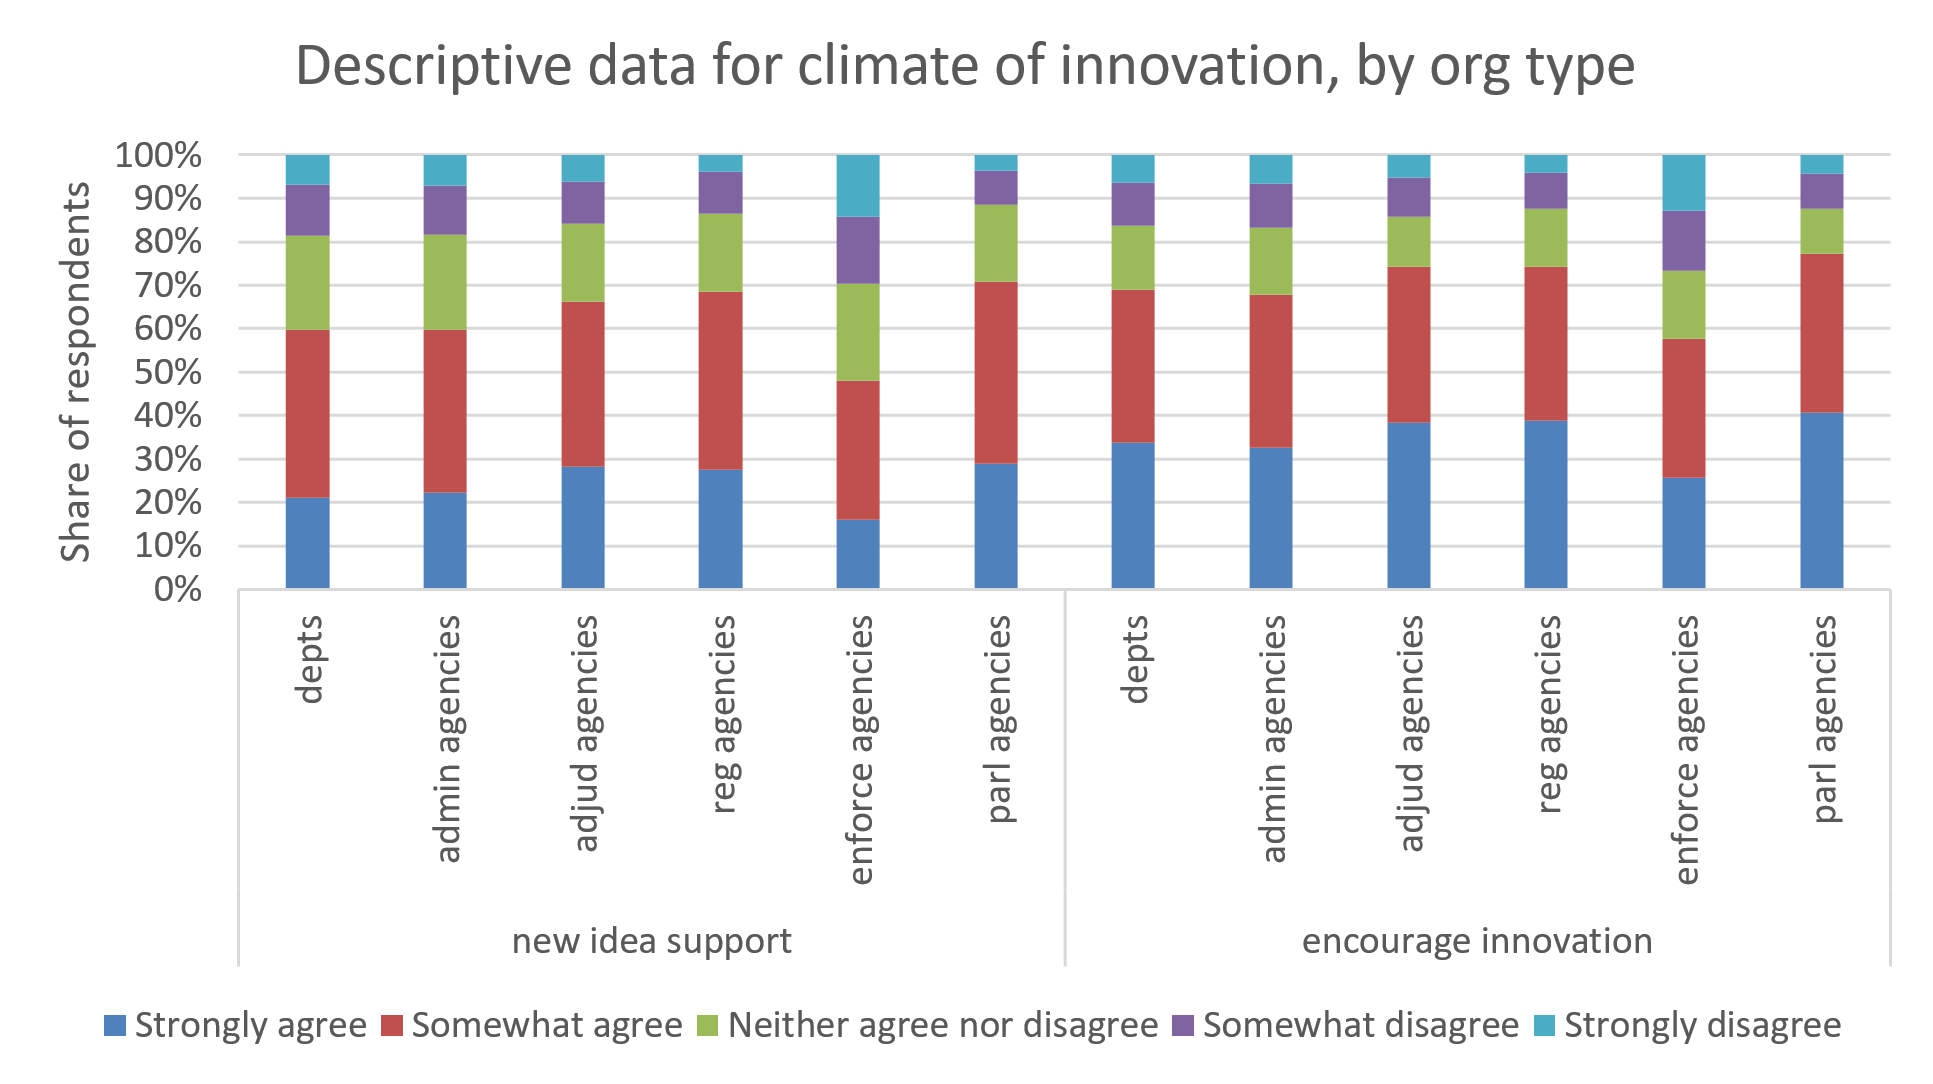 Descriptive data for climate of innovation, by org type
Share of respondents
100%
90%
80%
70%
60%
50%
40%
30%
20%
10%
0%
depts
admin agencies
adjud agencies
reg agencies
enforce agencies
parl agencies
depts
admin agencies
adjud agencies
reg agencies
enforce agencies
parl agencies
new idea support
encourage innovation
Strongly agree
Somewhat agree
Neither agree nor disagree
Somewhat disagree
Strongly disagree